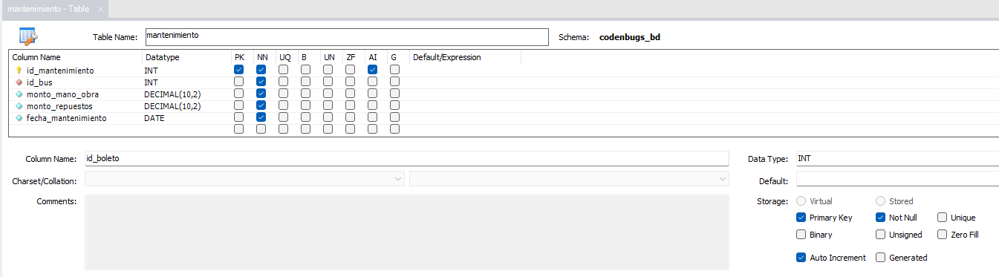 mantenimiento - Table ×
Table Name: mantenimiento Schema: codenbugs_bd
Column Name Datatype PK NN UQ B UN ZF AI G Default/Expression
id_mantenimiento INT
id_bus INT
monto_mano_obra DECIMAL(10,2)
monto_repuestos DECIMAL(10,2)
fecha_mantenimiento DATE
Column Name: id_boleto Data Type: INT
Charset/Collation: Default:
Comments: Storage: Virtual Stored
Primary Key Not Null Unique
Binary Unsigned Zero Fill
Auto Increment Generated